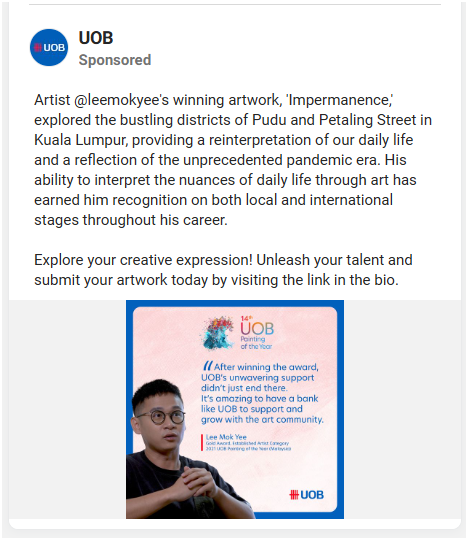 UOB
UOB
Sponsored
Artist @leemokyee's winning artwork, 'Impermanence,'
explored the bustling districts of Pudu and Petaling Street in
Kuala Lumpur, providing a reinterpretation of our daily life
and a reflection of the unprecedented pandemic era. His
ability to interpret the nuances of daily life through art has
earned him recognition on both local and international
stages throughout his career.
Explore your creative expression! Unleash your talent and
submit your artwork today by visiting the link in the bio.
14th
UOB
Painting
of the Year
“After winning the award,
UOB's unwavering support
didn't just end there.
It's amazing to have a bank
like UOB to support and
grow with the art community.
Lee Mok Yee
Gold Award, Established Artist Category
2021 UOB Painting of the Year (Malaysia)
UOB